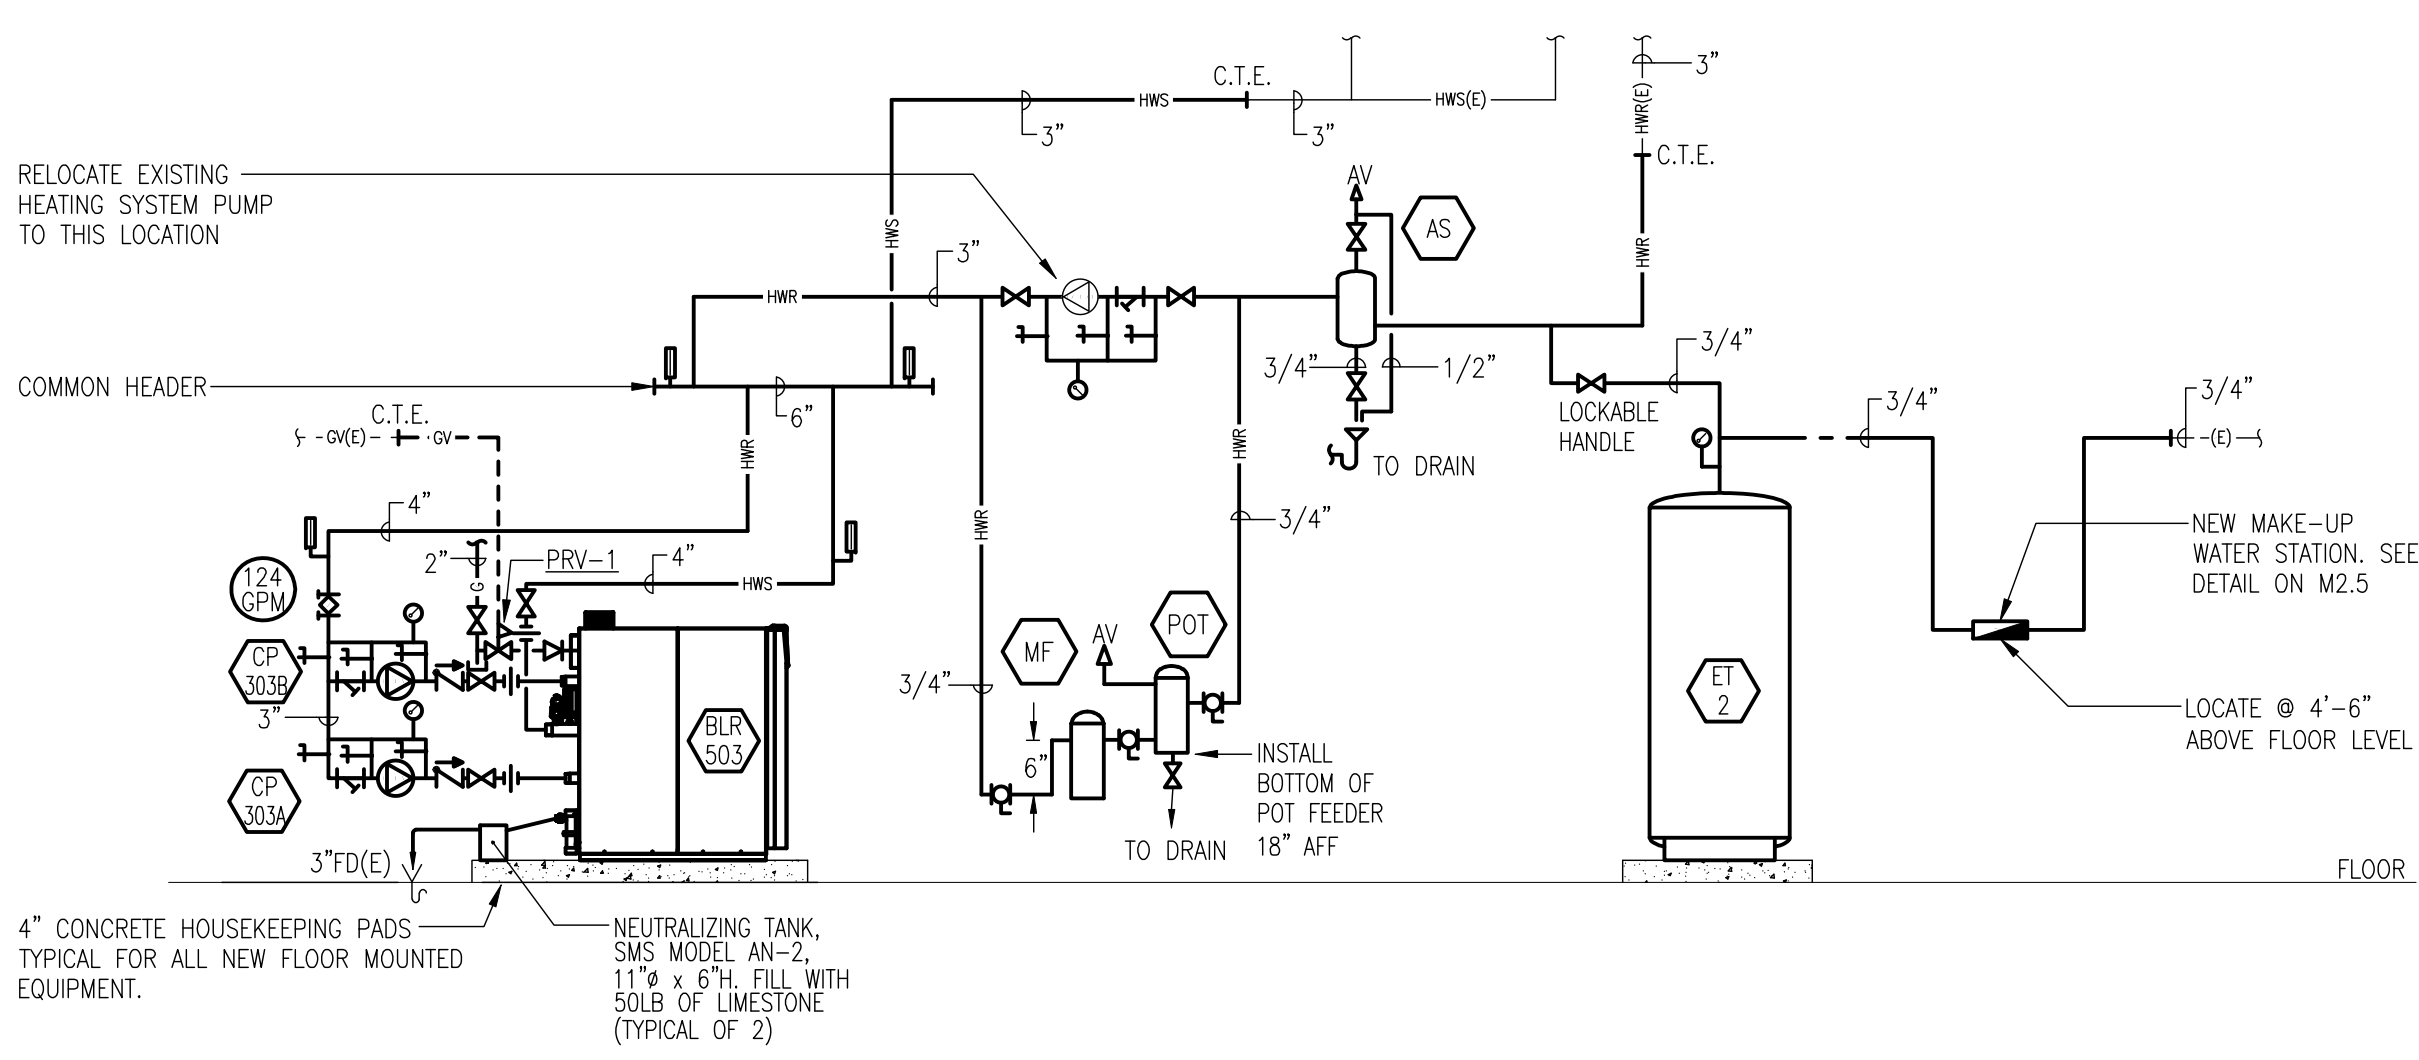 3"
C.T.E.
HWS
HWS(E)
HWR(E)
3"
3"
C.T.E.
RELOCATE EXISTING
HEATING SYSTEM PUMP
TO THIS LOCATION
AV
AS
HWS
HWR
3"
HWR
COMMON HEADER
6"
3/4"
1/2"
3/4"
LOCKABLE
HANDLE
3/4"
3/4"
(E)
C.T.E.
GV(E)
GV
HWR
HWR
TO DRAIN
4"
HWR
3/4"
2"
G
PRV-1
4"
HWS
124
GPM
NEW MAKE-UP
WATER STATION. SEE
DETAIL ON M2.5
CP
303B
3"
CP
303A
BLR
503
3/4"
MF
AV
POT
6"
INSTALL
BOTTOM OF
POT FEEDER
18" AFF
TO DRAIN
ET
2
LOCATE @ 4'-6"
ABOVE FLOOR LEVEL
3"FD(E)
FLOOR
4" CONCRETE HOUSEKEEPING PADS
TYPICAL FOR ALL NEW FLOOR MOUNTED
EQUIPMENT.
NEUTRALIZING TANK,
SMS MODEL AN-2,
11"ø x 6"H. FILL WITH
50LB OF LIMESTONE
(TYPICAL OF 2)